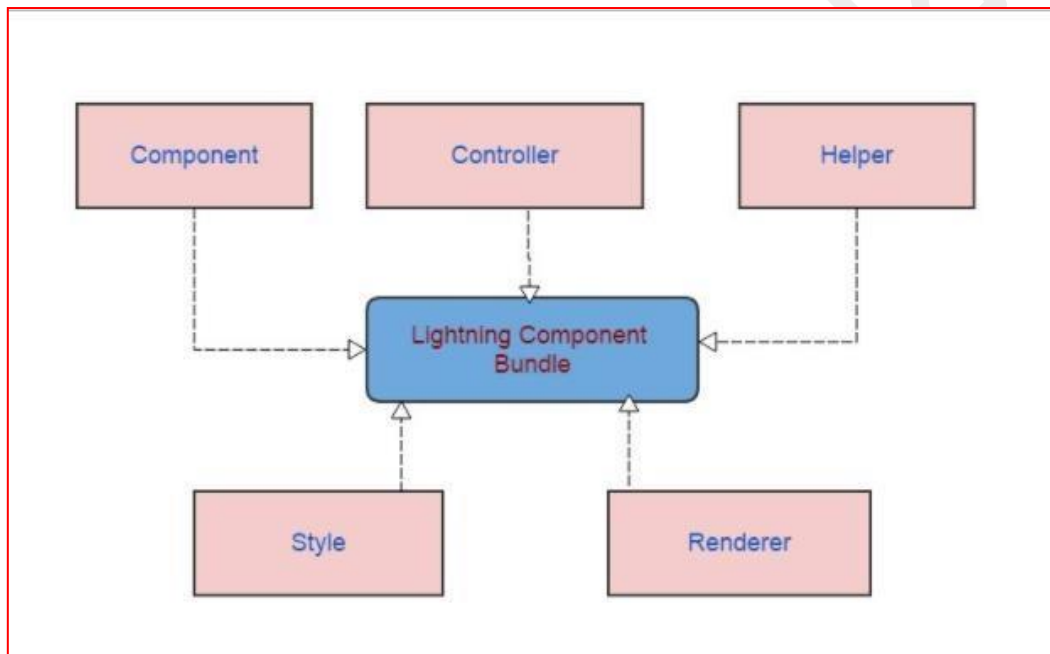 Component
Controller
Helper
Lightning Component
Bundle
Style
Renderer